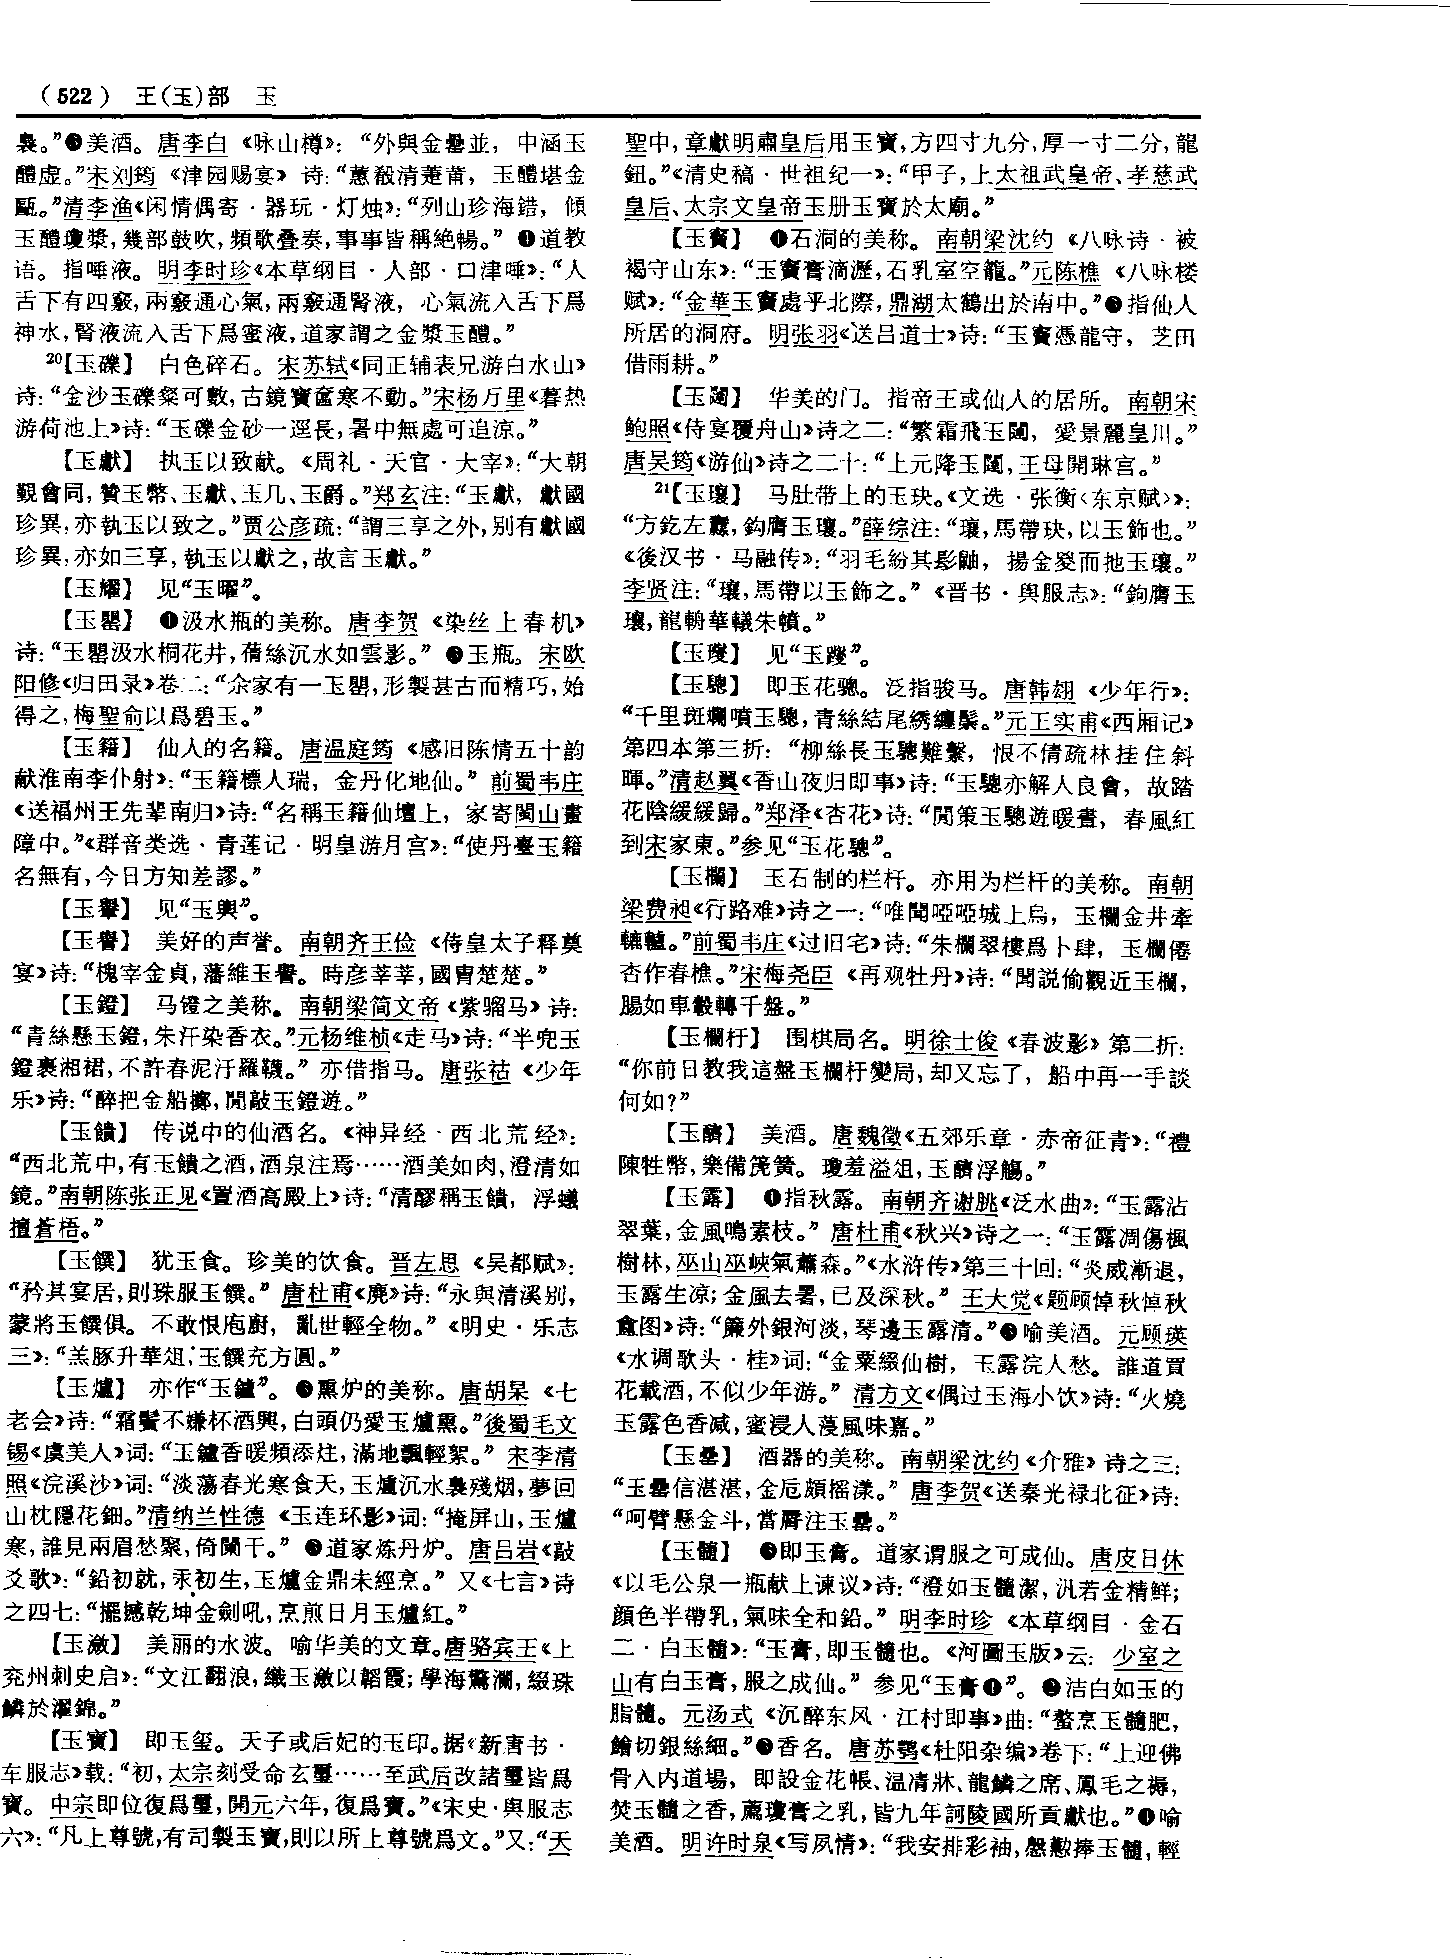 (522) 王(玉)部 玉
裊。”❸美酒。唐李白《咏山樽》：“外與金罍並，中涵玉
醴虚。”宋刘筠《津园赐宴》诗：“蕙殽清蓮莆，玉醴堪金
甌。”清李渔《闲情偶寄·器玩·灯烛》：“列山珍海錯，傾
玉醴瓊漿，幾部鼓吹，頻歌叠奏，事事皆稱絶暢。”❹道教
语。指唾液。明李时珍《本草纲目·人部·口津唾》：“人
舌下有四竅，兩竅通心氣，兩竅通腎液，心氣流入舌下爲
神水，腎液流入舌下爲蜜液，道家謂之金漿玉醴。”
20【玉礫】 白色碎石。宋苏轼《同正辅表兄游白水山》
诗：“金沙玉礫粲可數，古鏡寶奩寒不動。”宋杨万里《暮热
游荷池上》诗：“玉礫金砂一逕長，暑中無處可追凉。”
【玉獻】 执玉以致献。《周礼·天官·大宰》：“大朝
覲會同，贊玉幣、玉獻、玉几、玉爵。”郑玄注：“玉獻，獻國
珍異，亦執玉以致之。”贾公彦疏：“謂三享之外，别有獻國
珍異，亦如三享，執玉以獻之，故言玉獻。”
【玉耀】 见“玉曜”。
【玉罌】 ❶汲水瓶的美称。唐李贺《染丝上春机》
诗：“玉罌汲水桐花井，蒨絲沉水如雲影。”❷玉瓶。宋欧
阳修《归田录》卷二：“余家有一玉罌，形製甚古而精巧，始
得之，梅聖俞以爲碧玉。”
【玉籍】 仙人的名籍。唐温庭筠《感旧陈情五十韵
献淮南李仆射》：“玉籍標人瑞，金丹化地仙。”前蜀韦庄
《送福州王先辈南归》诗：“名稱玉籍仙壇上，家寄閩山畫
障中。”《群音类选·青莲记·明皇游月宫》：“使丹臺玉籍
名無有，今日方知差謬。”
【玉轝】 见“玉輿”。
【玉譽】 美好的声誉。南朝齐王俭《侍皇太子释奠
宴》诗：“槐宰金貞，藩維玉譽。時彦莘莘，國胄楚楚。”
【玉鐙】 马镫之美称。南朝梁简文帝《紫骝马》诗：
“青絲懸玉鐙，朱汗染香衣。”元杨维桢《走马》诗：“半兜玉
鐙裹湘裙，不許春泥汙羅韈。”亦借指马。唐张祜《少年
乐》诗：“醉把金船擲，閒敲玉鐙遊。”
【玉饋】 传说中的仙酒名。《神异经·西北荒经》：
“西北荒中，有玉饋之酒，酒泉注焉……酒美如肉，澄清如
鏡。”南朝陈张正见《置酒高殿上》诗：“清醪稱玉饋，浮蟻
擅蒼梧。”
【玉饌】 犹玉食。珍美的饮食。晋左思《吴都赋》：
“矜其宴居，則珠服玉饌。”唐杜甫《麂》诗：“永與清溪别，
蒙將玉饌俱。不敢恨庖廚，亂世輕全物。”《明史·乐志
三》：“羔豚升華俎，玉饌充方圓。”
【玉爐】 亦作“玉鑪”。❶熏炉的美称。唐胡杲《七
老会》诗：“霜鬢不嫌杯酒興，白頭仍愛玉爐熏。”後蜀毛文
锡《虞美人》词：“玉鑪香暖頻添炷，滿地飄輕絮。”宋李清
照《浣溪沙》词：“淡蕩春光寒食天，玉爐沉水裊殘烟，夢回
山枕隱花鈿。”清纳兰性德《玉连环影》词：“掩屏山，玉爐
寒，誰見兩眉愁聚，倚闌干。”❷道家炼丹炉。唐吕岩《敲
爻歌》：“鉛初就，汞初生，玉爐金鼎未經烹。”又《七言》诗
之四七：“擺撼乾坤金劍吼，烹煎日月玉爐紅。”
【玉瀲】 美丽的水波。喻华美的文章。唐骆宾王《上
兖州刺史启》：“文江翻浪，織玉瀲以韜霞；學海驚瀾，綴珠
鱗於濯錦。”
【玉寶】 即玉玺。天子或后妃的玉印。据《新唐书·
车服志》载：“初，太宗刻受命玄璽……至武后改諸璽皆爲
寶。中宗即位復爲璽，開元六年，復爲寶。”《宋史·舆服志
六》：“凡上尊號，有司製玉寶，則以所上尊號爲文。”又：“天
聖中，章獻明肅皇后用玉寶，方四寸九分，厚一寸二分，龍
鈕。”《清史稿·世祖纪一》：“甲子，上太祖武皇帝、孝慈武
皇后、太宗文皇帝玉册玉寶於太廟。”
【玉竇】 ❶石洞的美称。南朝梁沈约《八咏诗·被
褐守山东》：“玉竇膏滴瀝，石乳室空籠。”元陈樵《八咏楼
赋》：“金華玉竇處乎北際，鼎湖太鶴出於南中。”❷指仙人
所居的洞府。明张羽《送吕道士》诗：“玉竇憑龍守，芝田
借雨耕。”
【玉闥】 华美的门。指帝王或仙人的居所。南朝宋
鲍照《侍宴覆舟山》诗之二：“繁霜飛玉闥，愛景麗皇川。”
唐吴筠《游仙》诗之二十：“上元降玉闥，王母開琳宫。”
21【玉瓖】 马肚带上的玉玦。《文选·张衡〈东京赋〉》：
“方釳左纛，鉤膺玉瓖。”薛综注：“瓖，馬帶玦，以玉飾也。”
《後汉书·马融传》：“羽毛紛其髟鼬，揚金㚇而扡玉瓖。”
李贤注：“瓖，馬帶以玉飾之。”《晋书·舆服志》：“鉤膺玉
瓖，龍輈華轙朱幩。”
【玉璦】 见“玉躞”。
【玉驄】 即玉花骢。泛指骏马。唐韩翃《少年行》：
“千里斑斕噴玉驄，青絲結尾綉纏騣。”元王实甫《西厢记》
第四本第三折：“柳絲長玉驄難繫，恨不倩疏林挂住斜
暉。”清赵翼《香山夜归即事》诗：“玉驄亦解人良會，故踏
花陰緩緩歸。”郑泽《杏花》诗：“閒策玉驄遊暖晝，春風紅
到宋家東。”参见“玉花驄”。
【玉欄】 玉石制的栏杆。亦用为栏杆的美称。南朝
梁费昶《行路难》诗之一：“唯聞啞啞城上烏，玉欄金井牽
轆轤。”前蜀韦庄《过旧宅》诗：“朱欄翠樓爲卜肆，玉欄僊
杏作春樵。”宋梅尧臣《再观牡丹》诗：“聞説偷觀近玉欄，
腸如車轂轉千盤。”
【玉欄杆】 围棋局名。明徐士俊《春波影》第二折：
“你前日教我這盤玉欄杆變局，却又忘了，船中再一手談
何如？”
【玉醻】 美酒。唐魏徵《五郊乐章·赤帝征青》：“禮
陳牲幣，樂備篪簧。瓊羞溢俎，玉醻浮觴。”
【玉露】 ❶指秋露。南朝齐谢朓《泛水曲》：“玉露沾
翠葉，金風鳴素枝。”唐杜甫《秋兴》诗之一：“玉露凋傷楓
樹林，巫山巫峽氣蕭森。”《水浒传》第三十回：“炎威漸退，
玉露生凉；金風去暑，已及深秋。”王大觉《题顾悼秋悼秋
盦图》诗：“簾外銀河淡，琴邊玉露清。”❷喻美酒。元顾瑛
《水调歌头·桂》词：“金粟綴仙樹，玉露浣人愁。誰道買
花載酒，不似少年游。”清方文《偶过玉海小饮》诗：“火燒
玉露色香减，蜜浸人葠風味嘉。”
【玉罍】 酒器的美称。南朝梁沈约《介雅》诗之三：
“玉罍信湛湛，金卮頗摇漾。”唐李贺《送秦光禄北征》诗：
“呵臂懸金斗，當脣注玉罍。”
【玉髓】 ❶即玉膏。道家谓服之可成仙。唐皮日休
《以毛公泉一瓶献上谏议》诗：“澄如玉髓潔，汎若金精鮮；
顔色半帶乳，氣味全和鉛。”明李时珍《本草纲目·金石
二·白玉髓》：“玉膏，即玉髓也。《河圖玉版》云：少室之
山有白玉膏，服之成仙。”参见“玉膏❶”。❷洁白如玉的
脂髓。元汤式《沉醉东风·江村即事》曲：“螯烹玉髓肥，
鱠切銀絲細。”❸香名。唐苏鹗《杜阳杂编》卷下：“上迎佛
骨入内道場，即設金花帳、温清牀、龍鱗之席、鳳毛之褥，
焚玉髓之香，薦瓊膏之乳，皆九年訶陵國所貢獻也。”❹喻
美酒。明许时泉《写风情》：“我安排彩袖，慇懃捧玉髓，輕